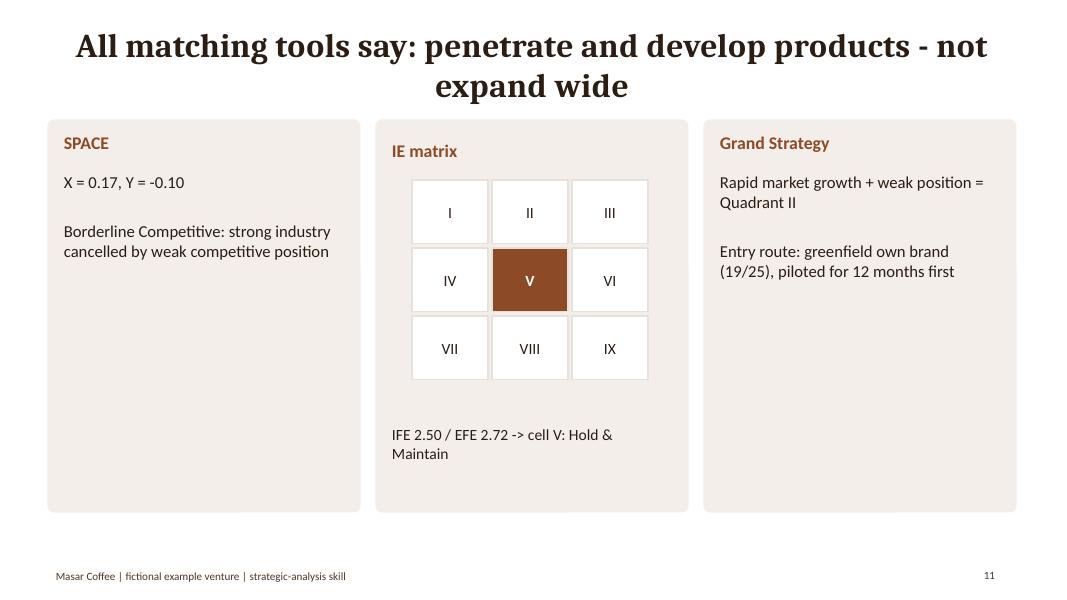 All matching tools say: penetrate and develop products - not
expand wide
SPACE
X = 0.17, Y = -0.10
Borderline Competitive: strong industry
cancelled by weak competitive position
IE matrix
I
II
III
IV
V
VI
VII
VIII
IX
IFE 2.50 / EFE 2.72 -> cell V: Hold &
Maintain
Grand Strategy
Rapid market growth + weak position =
Quadrant II
Entry route: greenfield own brand
(19/25), piloted for 12 months first
Masar Coffee | fictional example venture | strategic-analysis skill
11